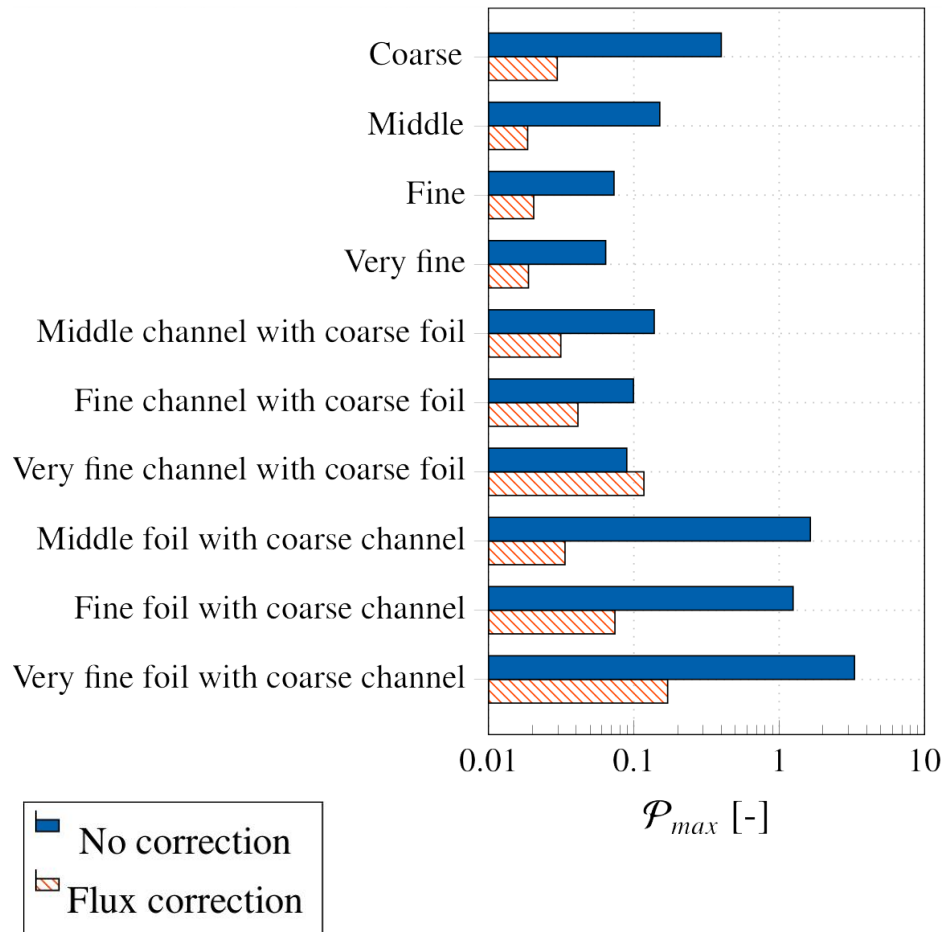 Coarse
Middle
Fine
Very fine
Middle channel with coarse foil
Fine channel with coarse foil
Very fine channel with coarse foil
Middle foil with coarse channel
Fine foil with coarse channel
Very fine foil with coarse channel
0.01 0.1 1 10
𝒫max [-]
No correction
Flux correction